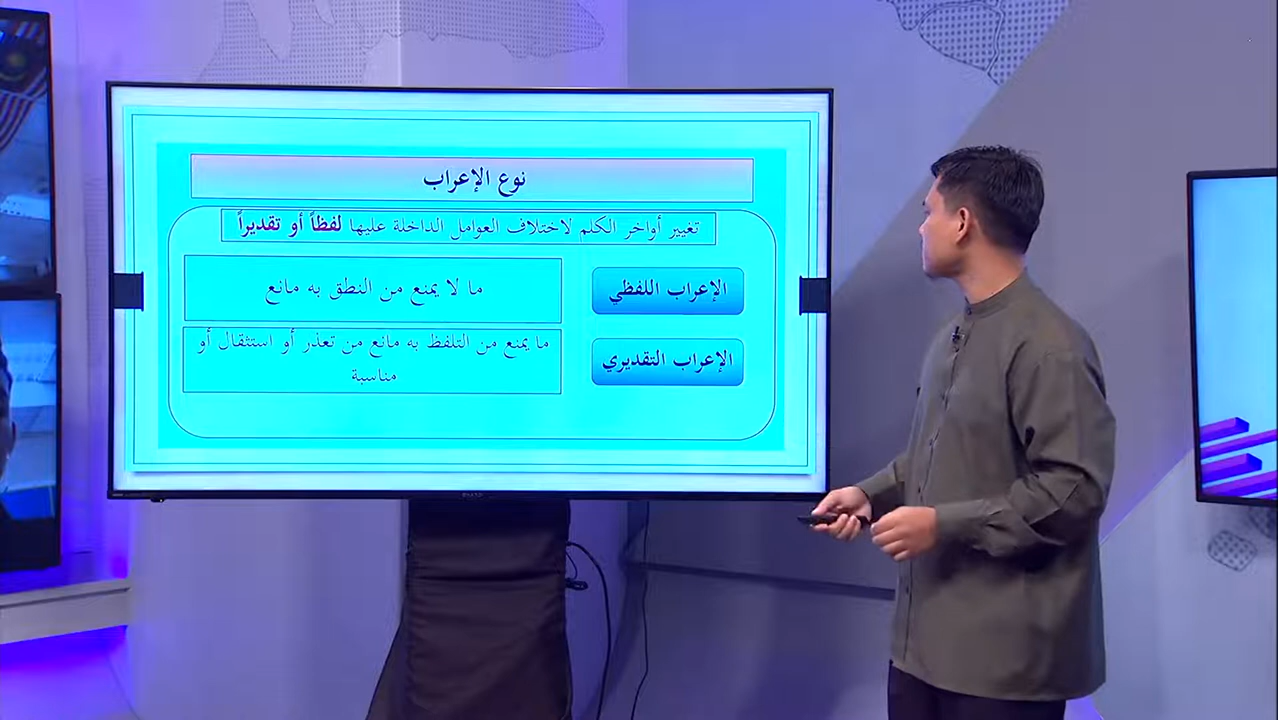 نوع الإعراب
تغيير أواخر الكلم لاختلاف العوامل الداخلة عليها لفظاً أو تقديراً
الإعراب اللفظي
ما لا يمنع من النطق به مانع
الإعراب التقديري
ما يمنع من التلفظ به مانع من تعذر أو استثقال أو
مناسبة